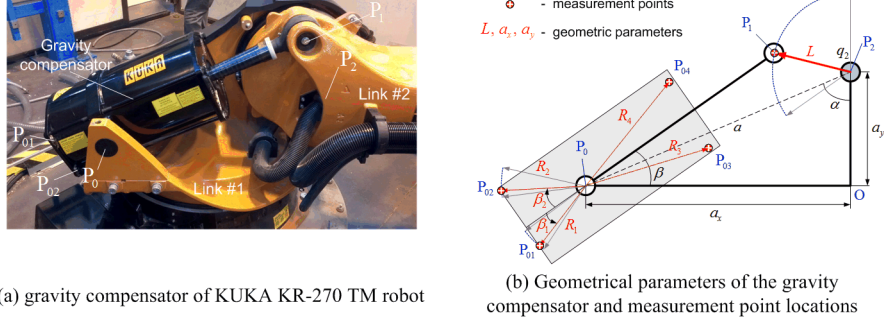 P1
Gravity
compensator
KUKA
P2
Link #2
P01
P02
P0
Link #1
(a) gravity compensator of KUKA KR-270 TM robot
- measurement points
L, ax, ay - geometric parameters
P1
L
q2
P2
P04
α
R4
a
ay
P0
R3
P03
R2
β
P02
β2
O
ax
β1
R1
P01
(b) Geometrical parameters of the gravity
compensator and measurement point locations